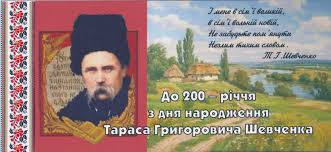 І мене в сім'ї великій,
в сім'ї вольній новій,
Не забудьте пом'янути
Незлим тихим словом .
Т Г Шевченко
До 200 – річчя
з дня народження
Тараса Григоровича Шевченка